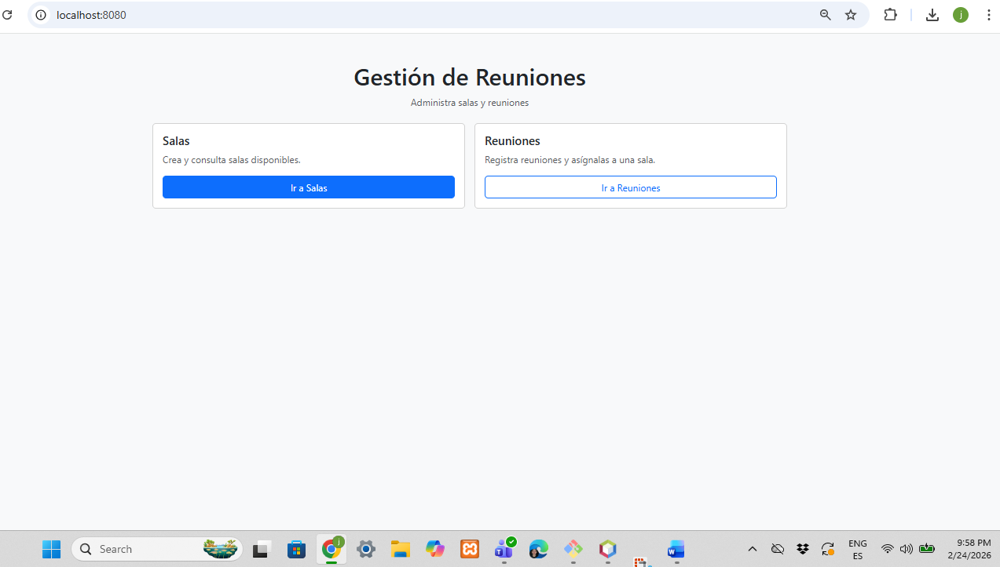 localhost:8080
j
Gestión de Reuniones
Administra salas y reuniones
Salas
Crea y consulta salas disponibles.
Ir a Salas
Reuniones
Registra reuniones y asígnalas a una sala.
Ir a Reuniones
Search
j
T
W
ENG
ES
9:58 PM
2/24/2026